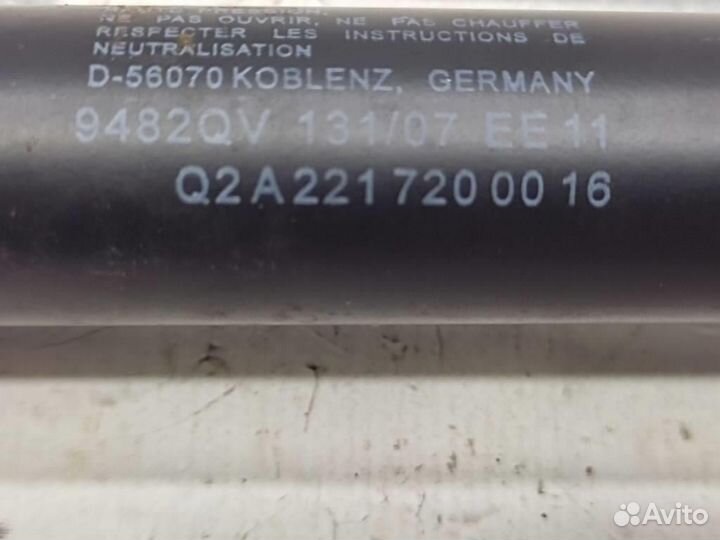 NE PAS OUVRIR, NE PAS CHAUFFER
RESPECTER LES INSTRUCTIONS DE
NEUTRALISATION
D-56070 KOBLENZ, GERMANY
9482QV 131/07 EE 11
Q2 A 221 720 00 16
Avito